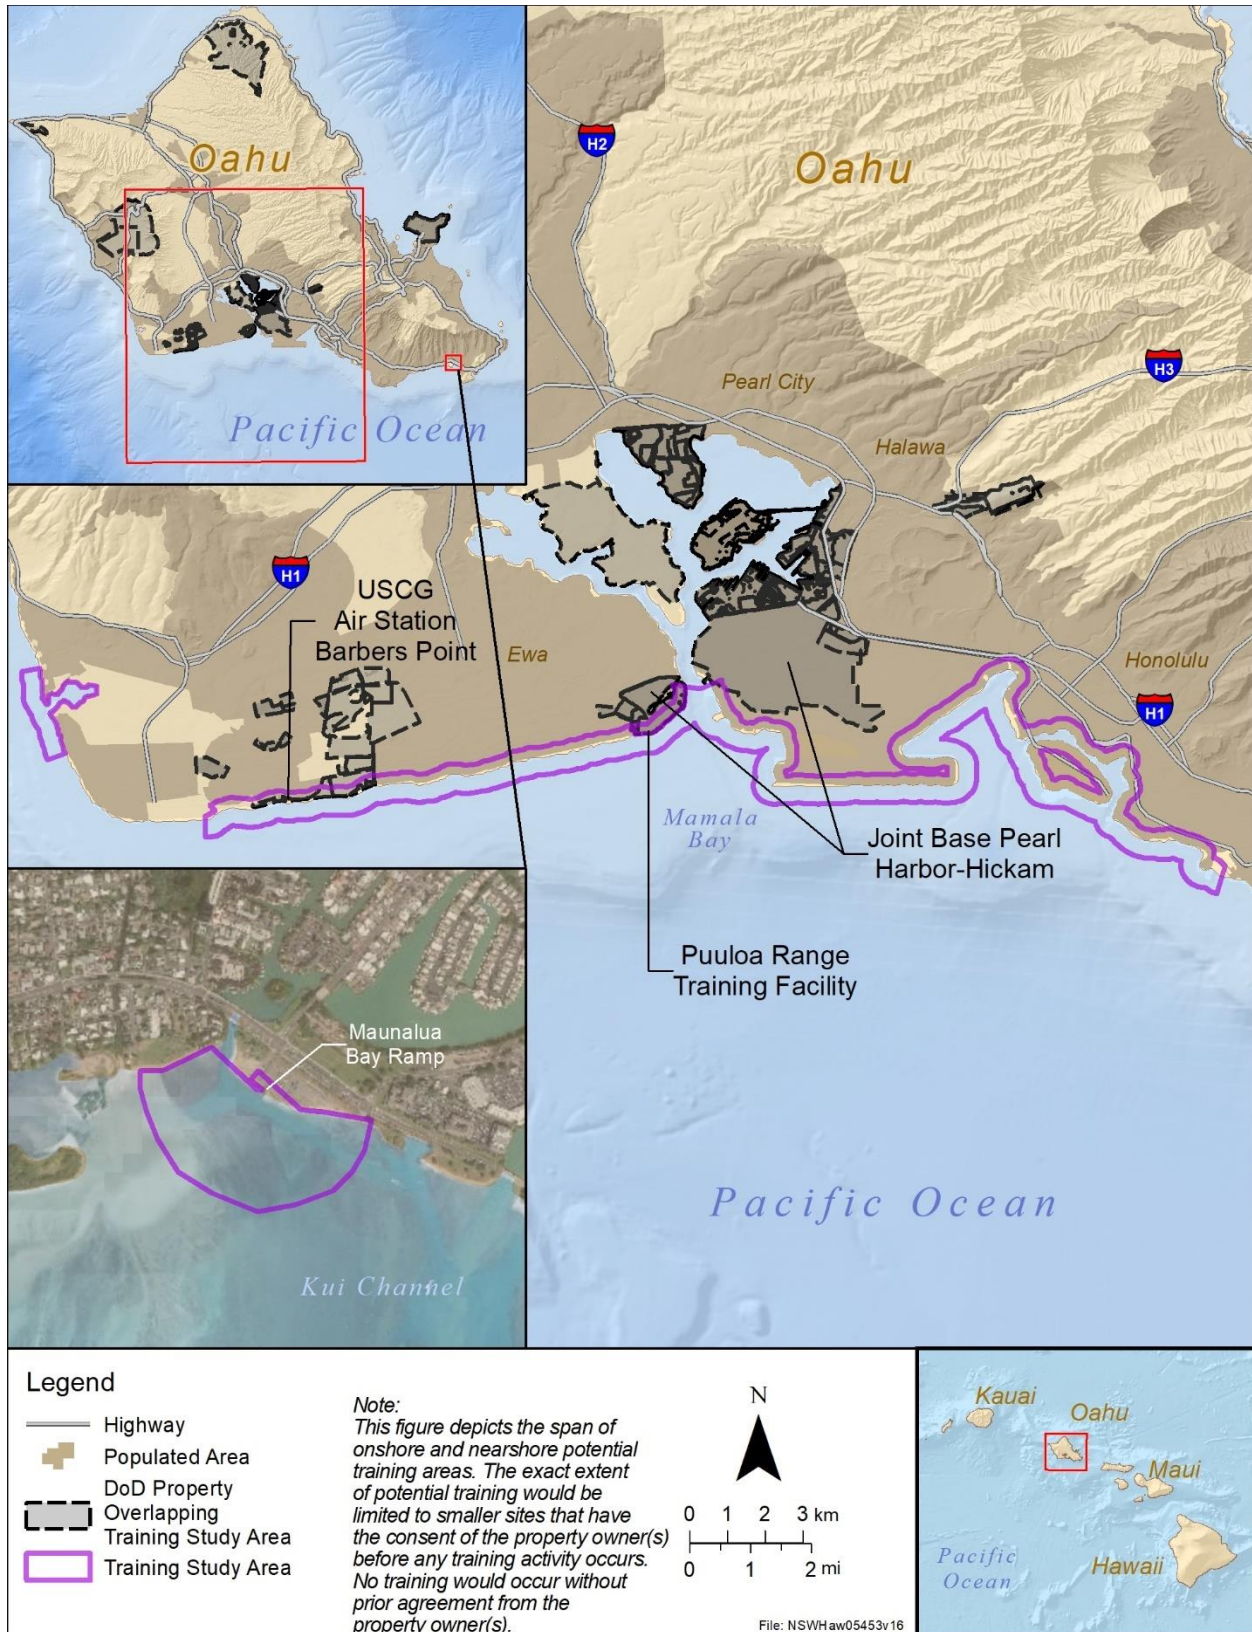 Oahu
Pacific Ocean
H2
Oahu
Pearl City
H3
Halawa
H1
USCG
Air Station
Barbers Point
Ewa
Honolulu
H1
Mamala
Bay
Joint Base Pearl
Harbor-Hickam
Puuloa Range
Training Facility
Maunalua
Bay Ramp
Kui Channel
Pacific Ocean
Legend
Highway
Populated Area
DoD Property
Overlapping
Training Study Area
Training Study Area
Note:
This figure depicts the span of
onshore and nearshore potential
training areas. The exact extent
of potential training would be
limited to smaller sites that have
the consent of the property owner(s)
before any training activity occurs.
No training would occur without
prior agreement from the
property owner(s).
N
0 1 2 3 km
0 1 2 mi
File: NSWHaw05453v16
Kauai
Oahu
Maui
Hawaii
Pacific
Ocean